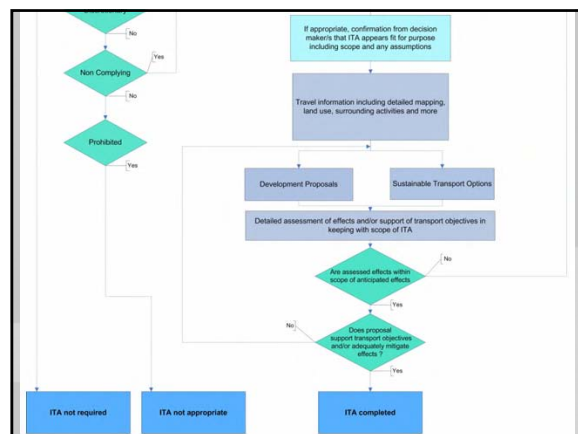 No
Non Complying
Yes
No
Prohibited
Yes
If appropriate, confirmation from decision
maker/s that ITA appears fit for purpose
including scope and any assumptions
Travel information including detailed mapping,
land use, surrounding activities and more
Development Proposals
Sustainable Transport Options
Detailed assessment of effects and/or support of transport objectives in
keeping with scope of ITA
Are assessed effects within
scope of anticipated effects
No
Yes
Does proposal
support transport objectives
and/or adequately mitigate
effects ?
No
Yes
ITA not required
ITA not appropriate
ITA completed